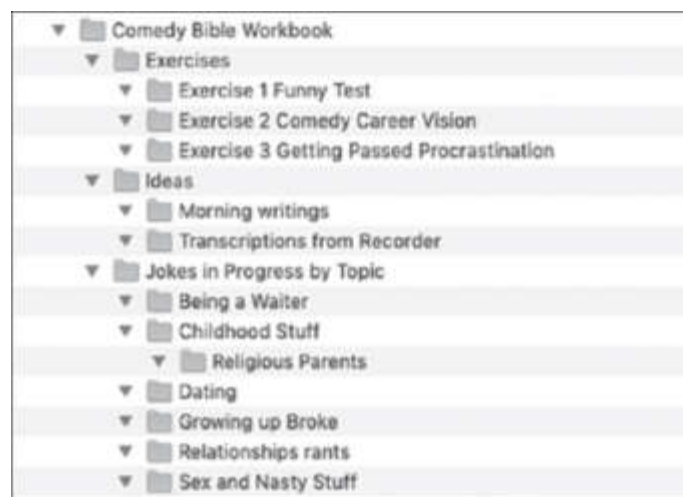 Comedy Bible Workbook
Exercises
Exercise 1 Funny Test
Exercise 2 Comedy Career Vision
Exercise 3 Getting Passed Procrastination
Ideas
Morning writings
Transcriptions from Recorder
Jokes in Progress by Topic
Being a Waiter
Childhood Stuff
Religious Parents
Dating
Growing up Broke
Relationships rants
Sex and Nasty Stuff